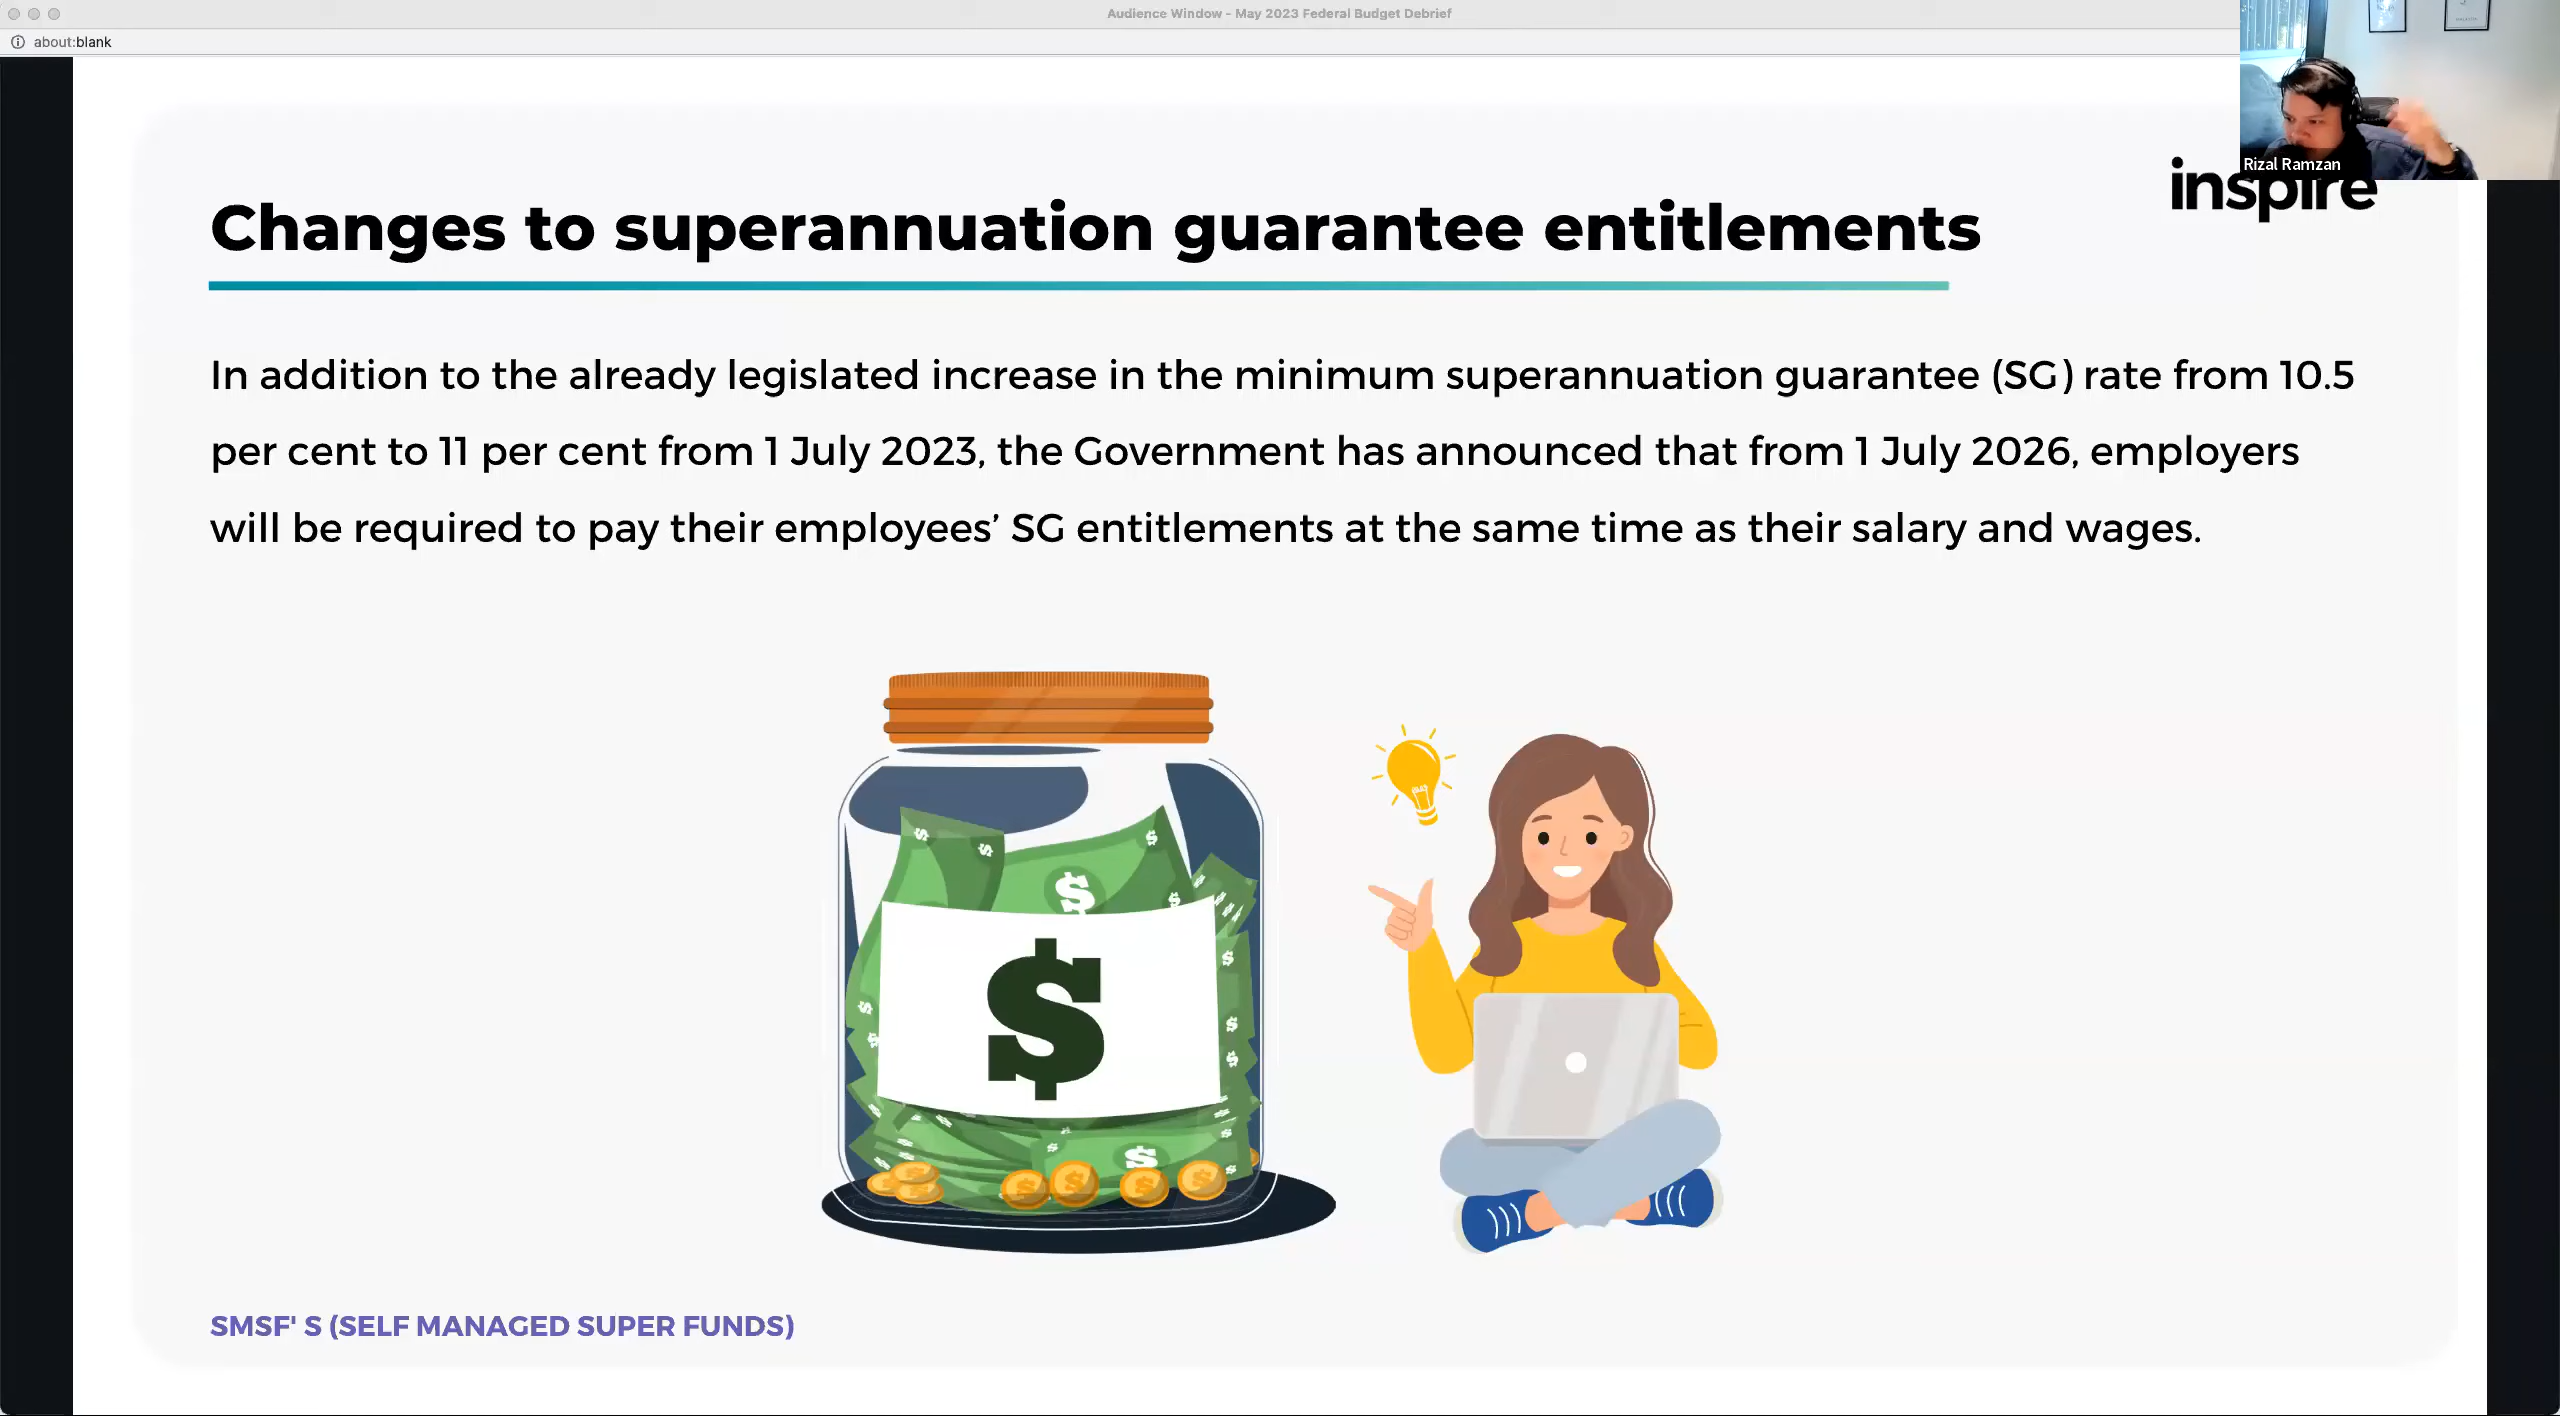 Audience Window - May 2023 Federal Budget Debrief
about:blank
Rizal Ramzan
inspire
Changes to superannuation guarantee entitlements
In addition to the already legislated increase in the minimum superannuation guarantee (SG) rate from 10.5
per cent to 11 per cent from 1 July 2023, the Government has announced that from 1 July 2026, employers
will be required to pay their employees’ SG entitlements at the same time as their salary and wages.
$
SMSF' S (SELF MANAGED SUPER FUNDS)